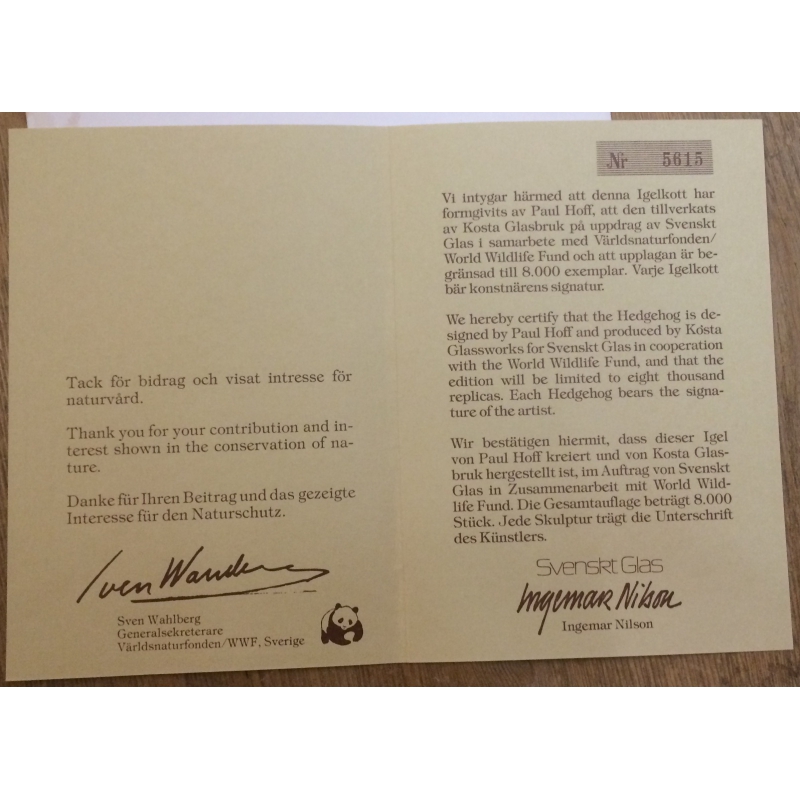 Tack för bidrag och visat intresse för
naturvård.
Thank you for your contribution and in-
terest shown in the conservation of na-
ture.
Danke für Ihren Beitrag und das gezeigte
Interesse für den Naturschutz.
Sven
Sven Wahlberg
Generalsekreterare
Världsnaturfonden/WWF, Sverige
Nr 5615
Vi intygar härmed att denna Igelkott har
formgivits av Paul Hoff, att den tillverkats
av Kosta Glasbruk på uppdrag av Svenskt
Glas i samarbete med Världsnaturfonden/
World Wildlife Fund och att upplagan är be-
gränsad till 8.000 exemplar. Varje Igelkott
bär konstnärens signatur.
We hereby certify that the Hedgehog is de-
signed by Paul Hoff and produced by Kosta
Glassworks for Svenskt Glas in cooperation
with the World Wildlife Fund, and that the
edition will be limited to eight thousand
replicas. Each Hedgehog bears the signa-
ture of the artist.
Wir bestätigen hiermit, dass dieser Igel
von Paul Hoff kreiert und von Kosta Glas-
bruk hergestellt ist, im Auftrag von Svenskt
Glas in Zusammenarbeit mit World Wild-
life Fund. Die Gesamtauflage beträgt 8.000
Stück. Jede Skulptur trägt die Unterschrift
des Künstlers.
Svenskt Glas
Ingemar Nilson
Ingemar Nilson